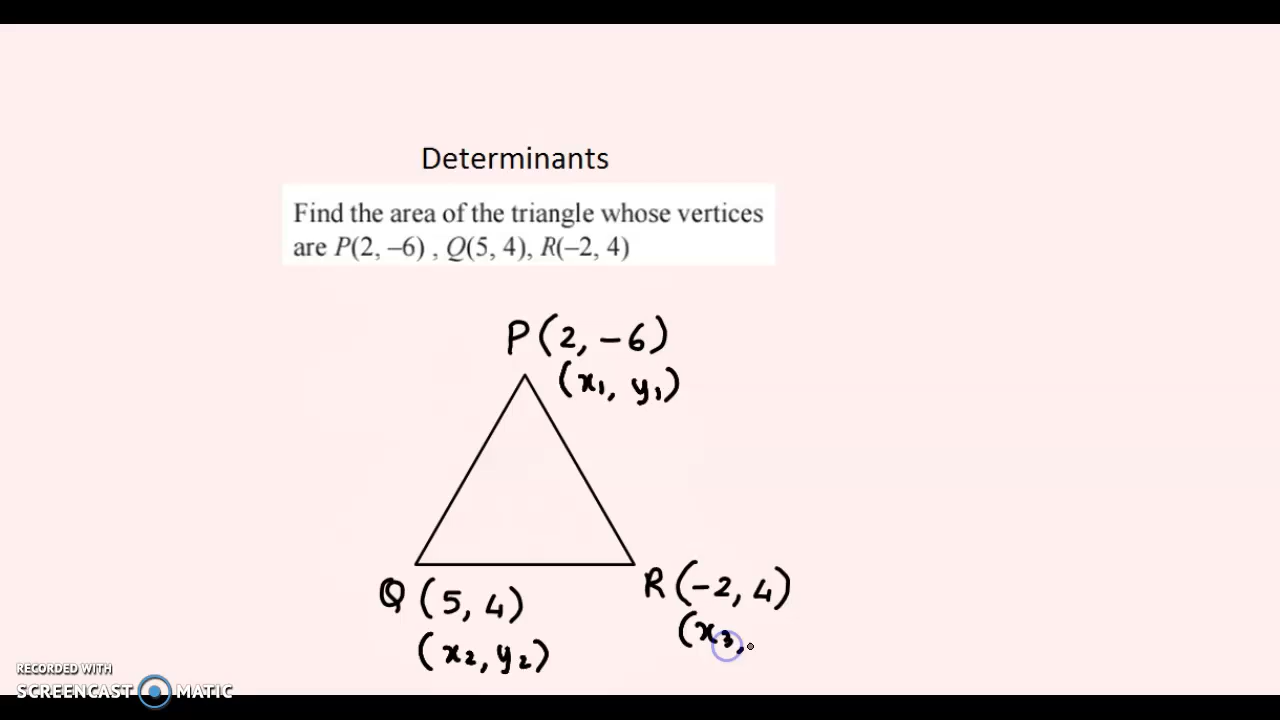 Determinants
Find the area of the triangle whose vertices
are P(2, –6) , Q(5, 4), R(–2, 4)
P(2, -6)
(x₁, y₁)
Q(5, 4)
(x₂, y₂)
R(-2, 4)
(x₃,
RECORDED WITH
SCREENCAST MATIC